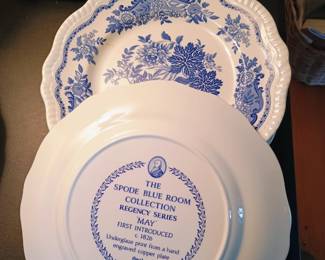 THE
SPODE BLUE ROOM
COLLECTION
REGENCY SERIES
'MAY'
FIRST INTRODUCED
c. 1826
Underglaze print from a hand
engraved copper plate